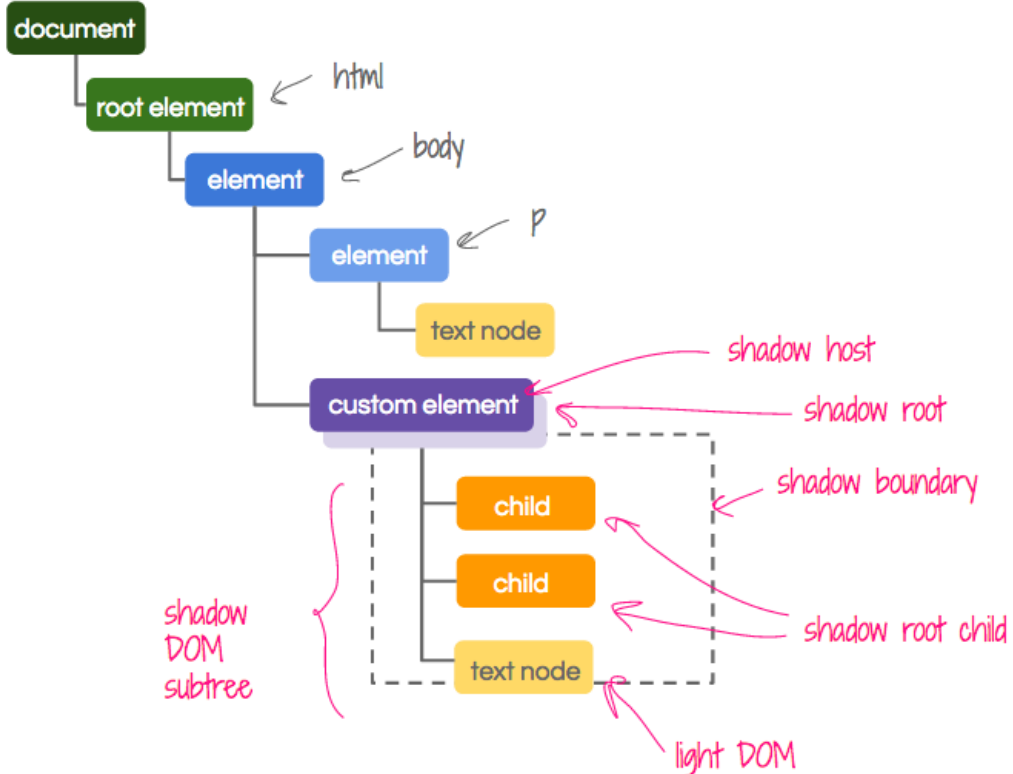 document
root element
html
element
body
element
p
text node
custom element
shadow host
shadow root
shadow boundary
child
child
shadow
DOM
subtree
shadow root child
text node
light DOM